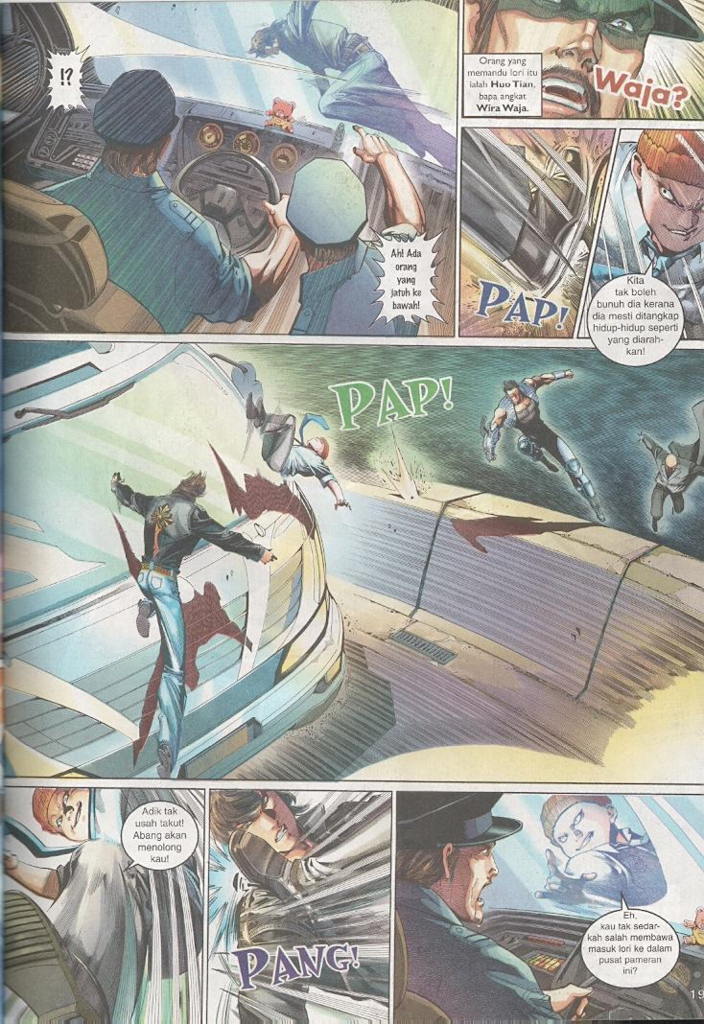 !?
Ah! Ada
orang
yang
jatuh ke
bawah!
Orang yang
memandu lori itu
ialah Huo Tian,
bapa angkat
Wira Waja.
Waja?
PAP!
Kita
tak boleh
bunuh dia kerana
dia mesti ditangkap
hidup-hidup seperti
yang diarah-
kan!
PAP!
Adik tak
usah takut!
Abang akan
menolong
kau!
PANG!
Eh,
kau tak sedar-
kah salah membawa
masuk lori ke dalam
pusat pameran
ini?
19